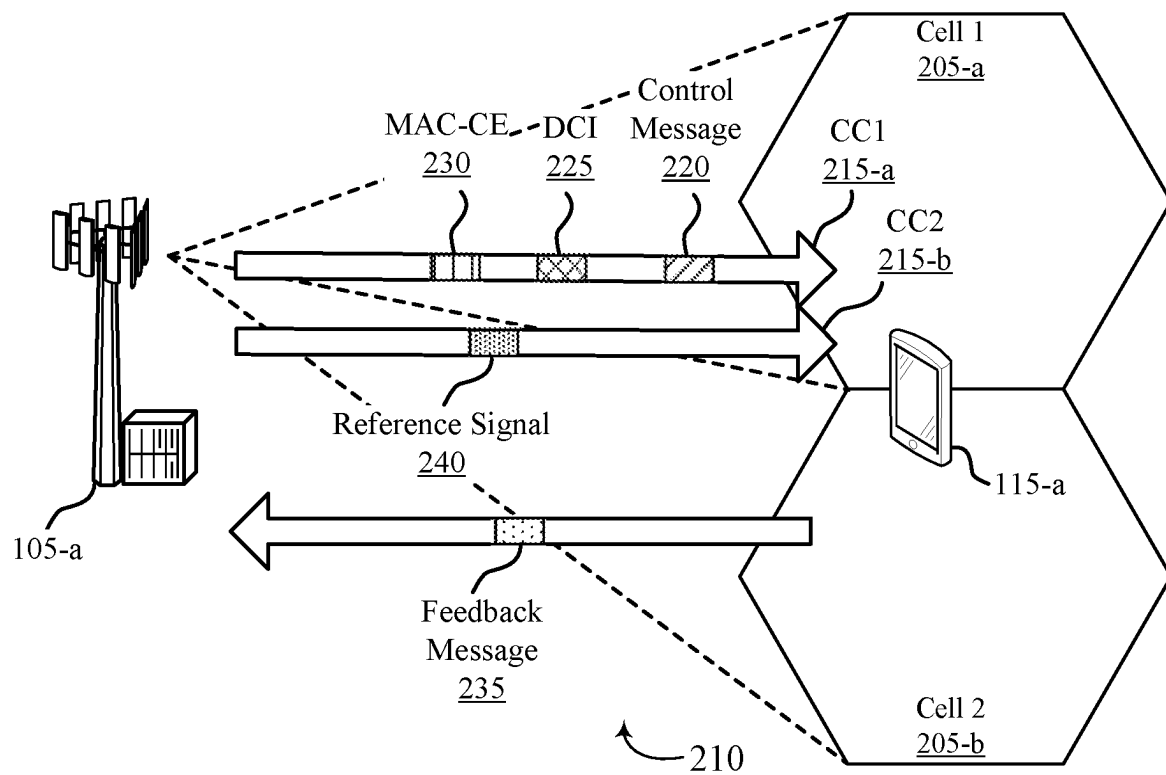 Cell 1
205-a
Control
Message
220
MAC-CE
230
DCI
225
CC1
215-a
CC2
215-b
Reference Signal
240
115-a
105-a
Feedback
Message
235
Cell 2
205-b
210